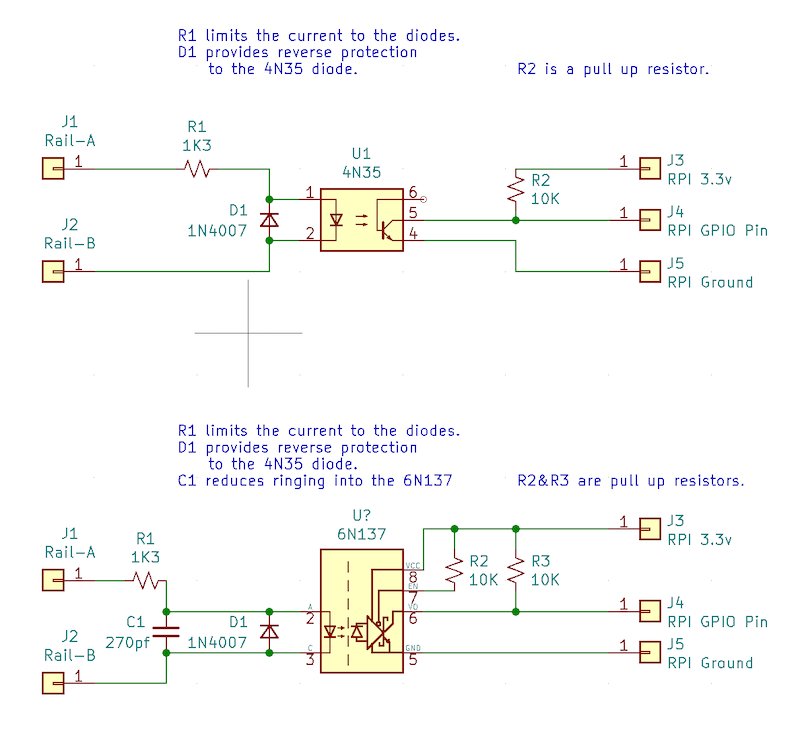 R1 limits the current to the diodes.
D1 provides reverse protection
to the 4N35 diode.
R2 is a pull up resistor.
J1
Rail-A
1
R1
1K3
U1
4N35
J3
RPI 3.3v
1
R2
10K
1
6
5
J4
RPI GPIO Pin
1
D1
1N4007
2
4
J2
Rail-B
1
J5
RPI Ground
1
R1 limits the current to the diodes.
D1 provides reverse protection
to the 4N35 diode.
C1 reduces ringing into the 6N137
R2&R3 are pull up resistors.
J1
Rail-A
1
R1
1K3
U?
6N137
J3
RPI 3.3v
1
VCC
8
R2
10K
R3
10K
EN
7
A
2
VO
6
J4
RPI GPIO Pin
1
C1
270pf
D1
1N4007
C
3
GND
5
J5
RPI Ground
1
J2
Rail-B
1